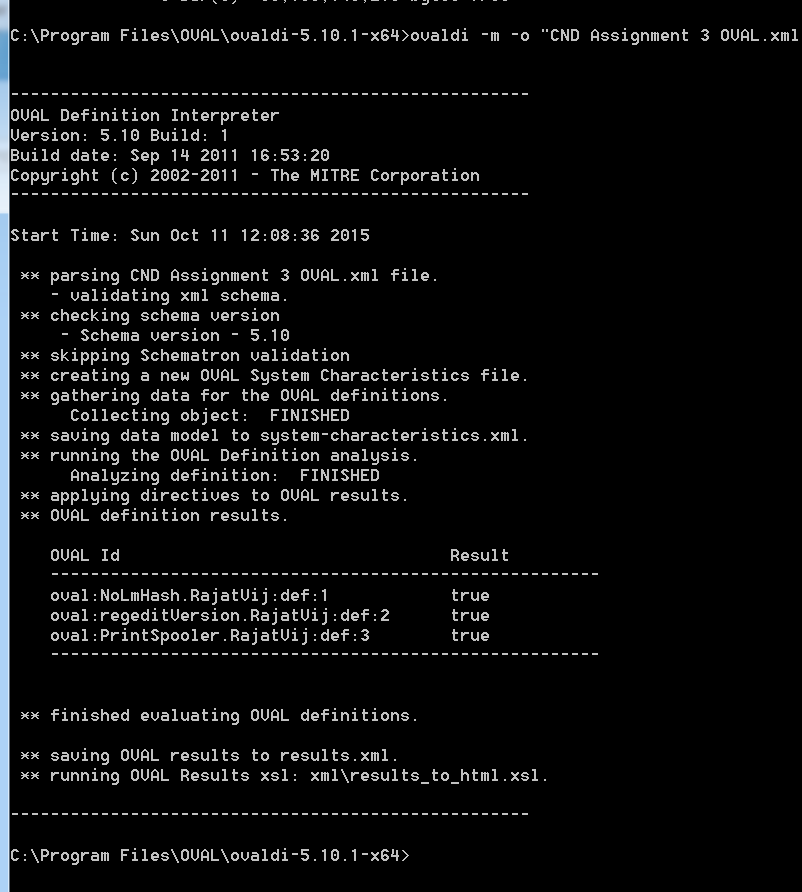 C:\Program Files\OVAL\ovaldi-5.10.1-x64>ovaldi -m -o "CND Assignment 3 OVAL.xml
-----------------------------------------------------
OVAL Definition Interpreter
Version: 5.10 Build: 1
Build date: Sep 14 2011 16:53:20
Copyright (c) 2002-2011 - The MITRE Corporation
-----------------------------------------------------
Start Time: Sun Oct 11 12:08:36 2015
** parsing CND Assignment 3 OVAL.xml file.
- validating xml schema.
** checking schema version
- Schema version - 5.10
** skipping Schematron validation
** creating a new OVAL System Characteristics file.
** gathering data for the OVAL definitions.
Collecting object: FINISHED
** saving data model to system-characteristics.xml.
** running the OVAL Definition analysis.
Analyzing definition: FINISHED
** applying directives to OVAL results.
** OVAL definition results.
OVAL Id Result
-------------------------------------------------------
oval:NoLmHash.RajatVij:def:1 true
oval:regeditVersion.RajatVij:def:2 true
oval:PrintSpooler.RajatVij:def:3 true
-------------------------------------------------------
** finished evaluating OVAL definitions.
** saving OVAL results to results.xml.
** running OVAL Results xsl: xml\results_to_html.xsl.
-----------------------------------------------------
C:\Program Files\OVAL\ovaldi-5.10.1-x64>